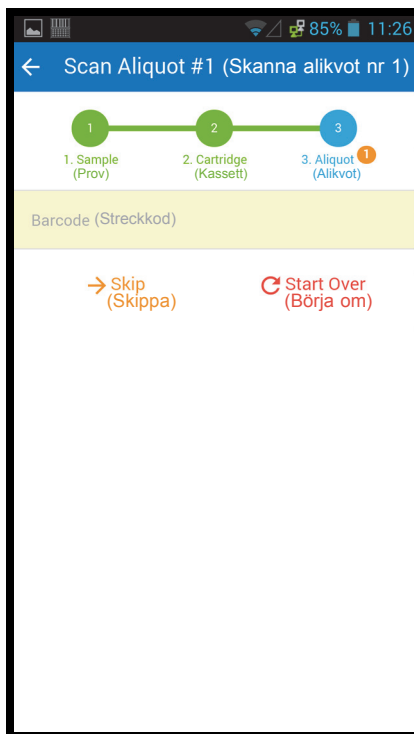 85% 11:26
Scan Aliquot #1 (Skanna alikvot nr 1)
1 2 3
1. Sample 2. Cartridge 3. Aliquot 1
(Prov) (Kassett) (Alikvot)
Barcode (Streckkod)
Skip Start Over
(Skippa) (Börja om)